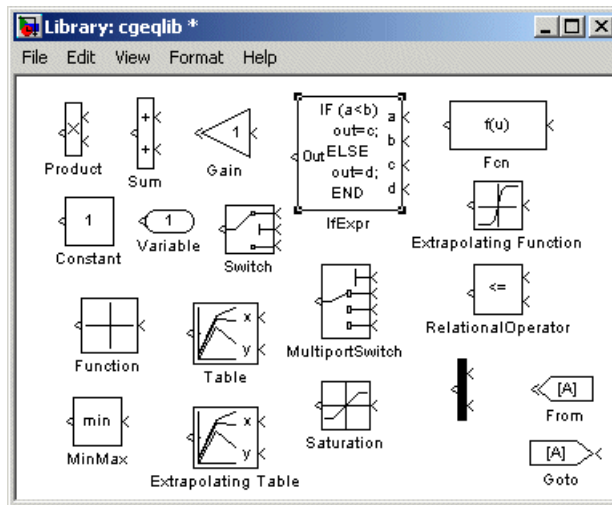 Library: cgeqlib *
File Edit View Format Help
×
Product
+
+
Sum
1
Gain
IF (a<b)
out=c;
ELSE
out=d;
END
Out
a
b
c
d
IfExpr
f(u)
Fcn
1
Constant
1
Variable
Switch
Extrapolating Function
Function
x
y
Table
MultiportSwitch
<=
RelationalOperator
min
MinMax
x
y
Extrapolating Table
Saturation
[A]
From
[A]
Goto